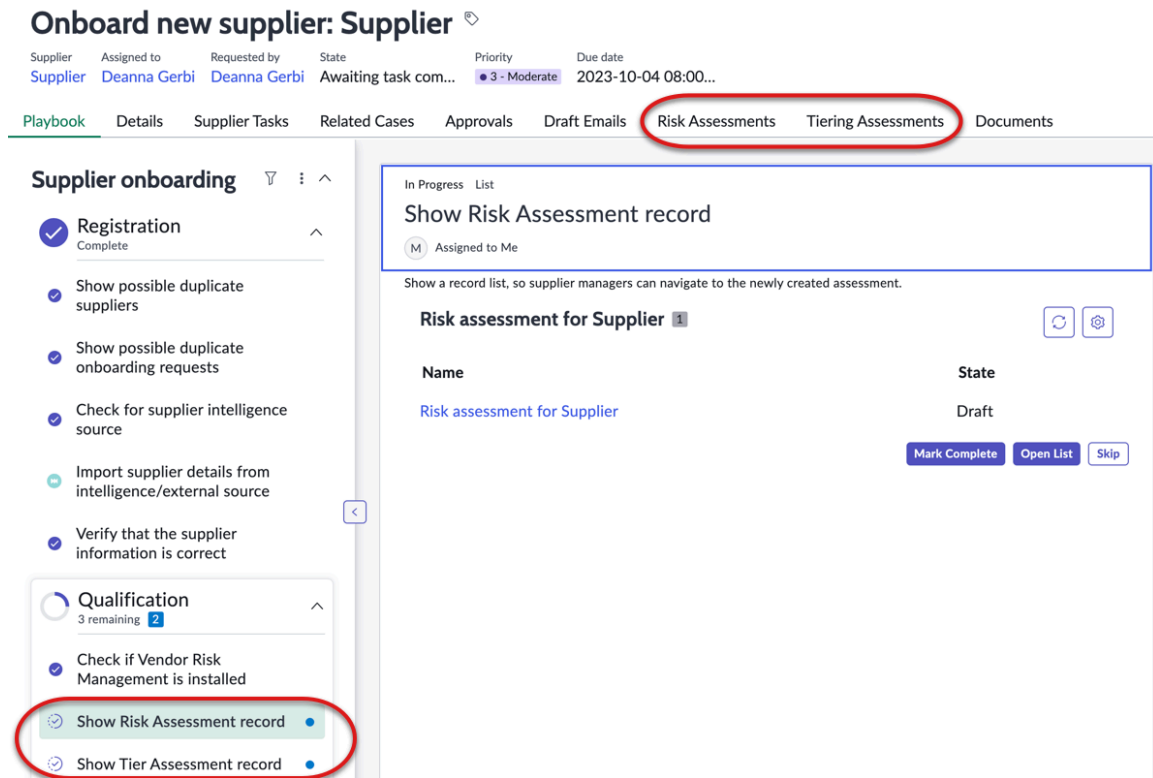 Onboard new supplier: Supplier
Supplier Assigned to Requested by State Priority Due date
Supplier Deanna Gerbi Deanna Gerbi Awaiting task com... 3 - Moderate 2023-10-04 08:00...
Playbook Details Supplier Tasks Related Cases Approvals Draft Emails Risk Assessments Tiering Assessments Documents
Supplier onboarding
Registration
Complete
Show possible duplicate
suppliers
Show possible duplicate
onboarding requests
Check for supplier intelligence
source
Import supplier details from
intelligence/external source
Verify that the supplier
information is correct
Qualification
3 remaining 2
Check if Vendor Risk
Management is installed
Show Risk Assessment record
Show Tier Assessment record
In Progress List
Show Risk Assessment record
M Assigned to Me
Show a record list, so supplier managers can navigate to the newly created assessment.
Risk assessment for Supplier 1
Name State
Risk assessment for Supplier Draft
Mark Complete Open List Skip